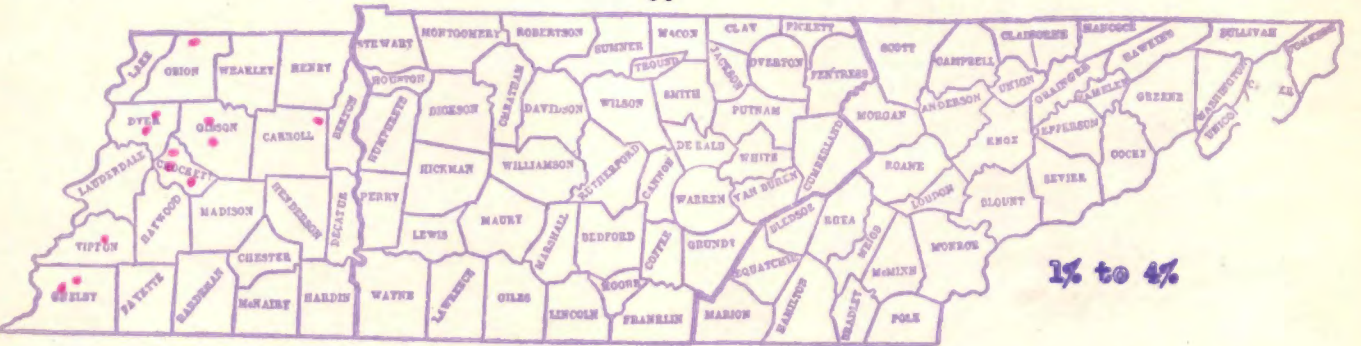 LAKE
OBION
WEAKLEY
HENRY
STEWART
MONTGOMERY
ROBERTSON
SUMNER
MACON
CLAY
PICKETT
SCOTT
CAMPBELL
CLAIBORNE
HANCOCK
HAWKINS
SULLIVAN
JOHNSON
HOUSTON
CHEATHAM
TROUSD
JACKSON
OVERTON
FENTRESS
UNION
GRAINGER
HAMBLEN
GREENE
WASHINGTON
UNICOI
DYER
GIBSON
CARROLL
BENTON
HUMPHREY
DICKSON
DAVIDSON
WILSON
SMITH
PUTNAM
MORGAN
ANDERSON
KNOX
JEFFERSON
COCKE
LAUDERDALE
CROCKETT
HAYWOOD
MADISON
HENDERSON
DECATUR
PERRY
HICKMAN
WILLIAMSON
RUTHERFORD
CANNON
DE KALB
WHITE
CUMBERLAND
ROANE
LOUDON
BLOUNT
SEVIER
WARREN
VAN BUREN
TIPTON
CHESTER
LEWIS
MAURY
MARSHALL
BEDFORD
COFFEE
GRUNDY
BLEDSOE
RHEA
MEIGS
McMINN
MONROE
SEQUATCHIE
SHELBY
FAYETTE
HARDEMAN
McNAIRY
HARDIN
WAYNE
LAWRENCE
GILES
LINCOLN
MOORE
FRANKLIN
MARION
HAMILTON
BRADLEY
POLK
1% to 4%